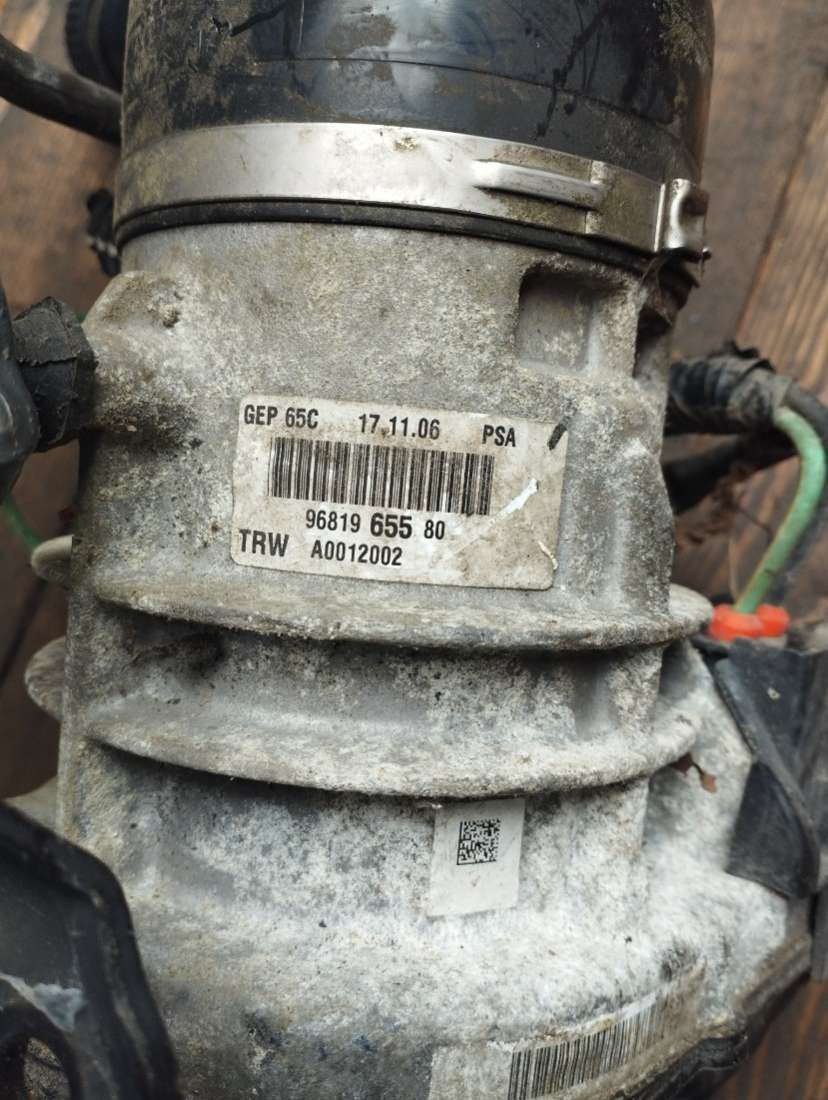 GEP 65C 17.11.06 PSA
96819 655 80
TRW A0012002